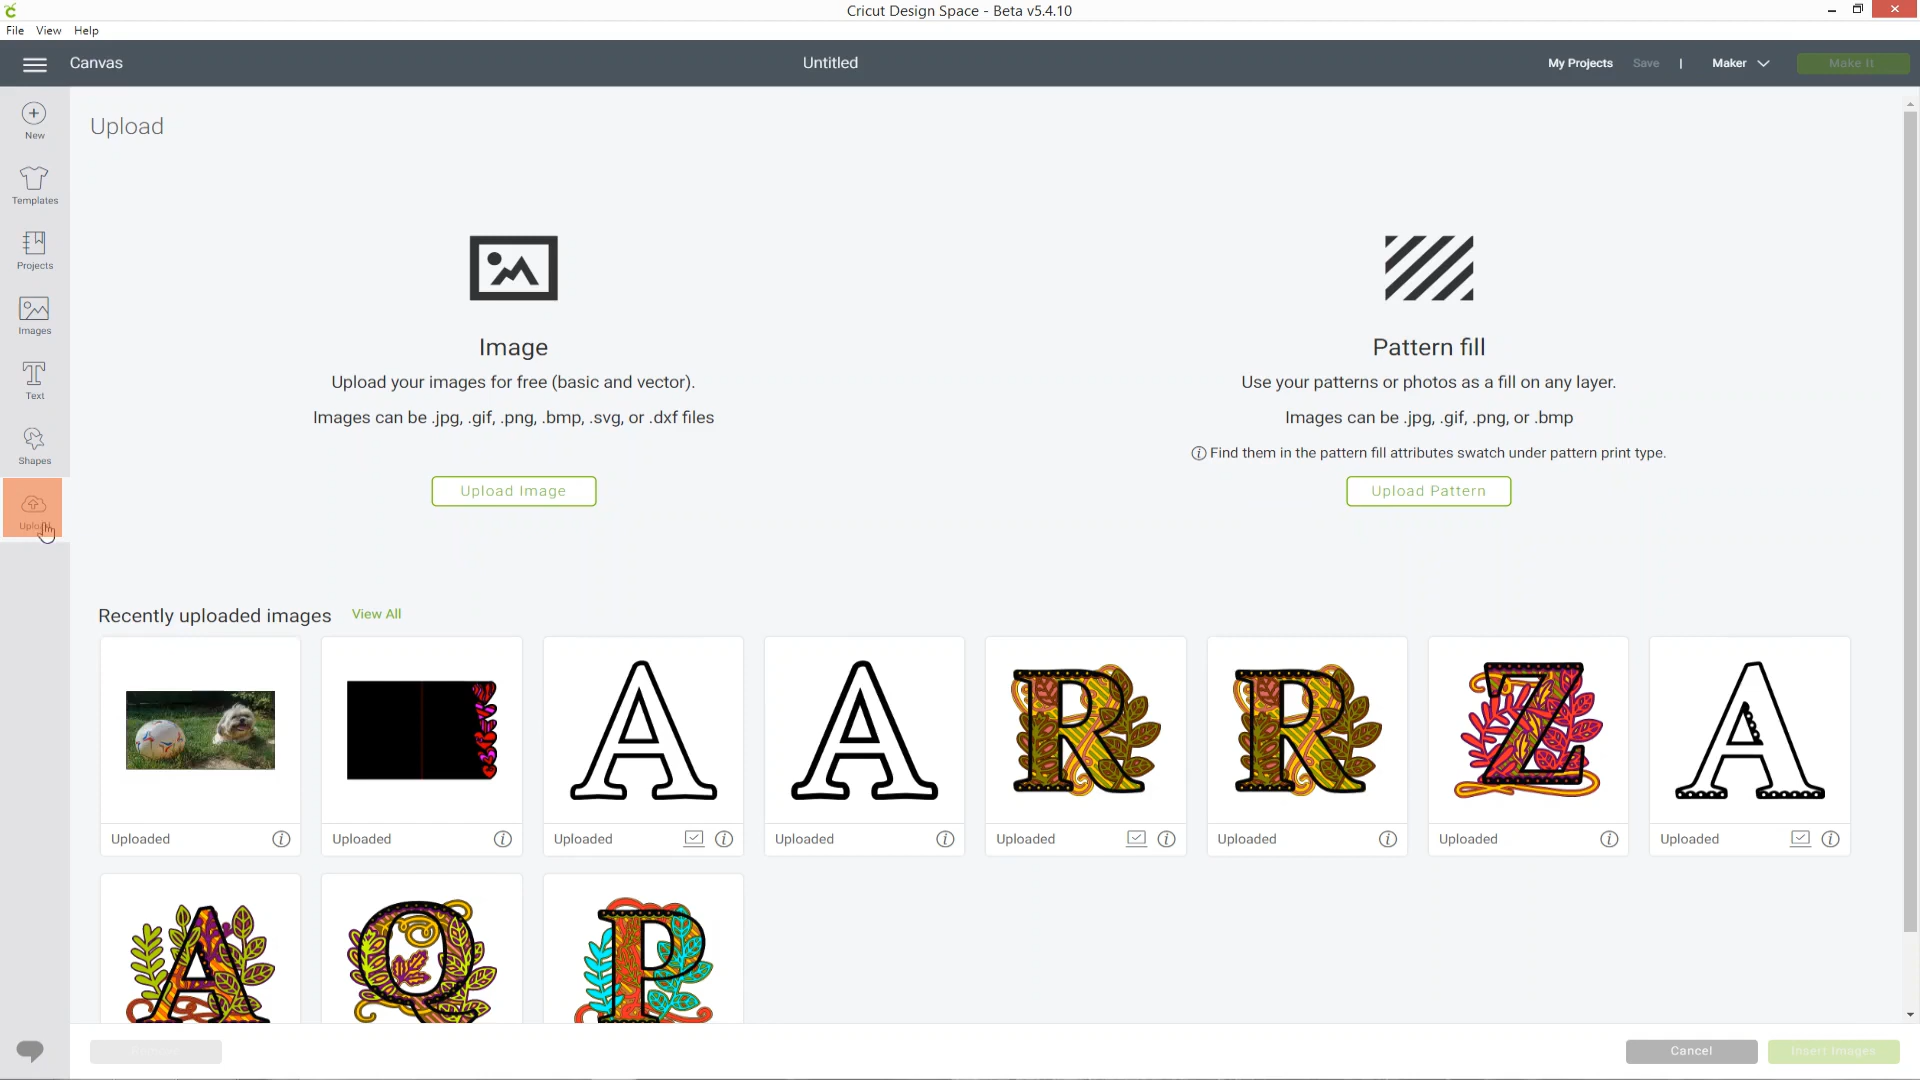 Cricut Design Space - Beta v5.4.10
File View Help
Canvas
Untitled
My Projects Save | Maker Make It
New
Templates
Projects
Images
Text
Shapes
Upload
Upload
Image
Upload your images for free (basic and vector).
Images can be .jpg, .gif, .png, .bmp, .svg, or .dxf files
Upload Image
Pattern fill
Use your patterns or photos as a fill on any layer.
Images can be .jpg, .gif, .png, or .bmp
Find them in the pattern fill attributes swatch under pattern print type.
Upload Pattern
Recently uploaded images View All
A A R R Z A
Uploaded Uploaded Uploaded Uploaded Uploaded Uploaded Uploaded Uploaded
A Q P
Cancel Insert Images